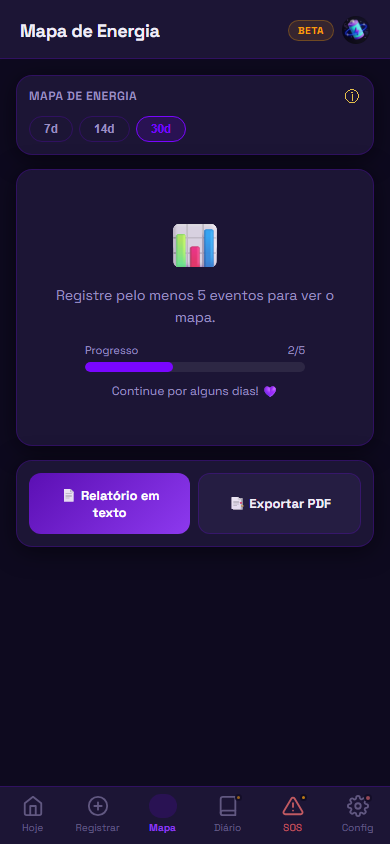 Mapa de Energia
BETA
MAPA DE ENERGIA
7d
14d
30d
Registre pelo menos 5 eventos para ver o
mapa.
Progresso
2/5
Continue por alguns dias! 💜
Relatório em
texto
Exportar PDF
Hoje
Registrar
Mapa
Diário
SOS
Config